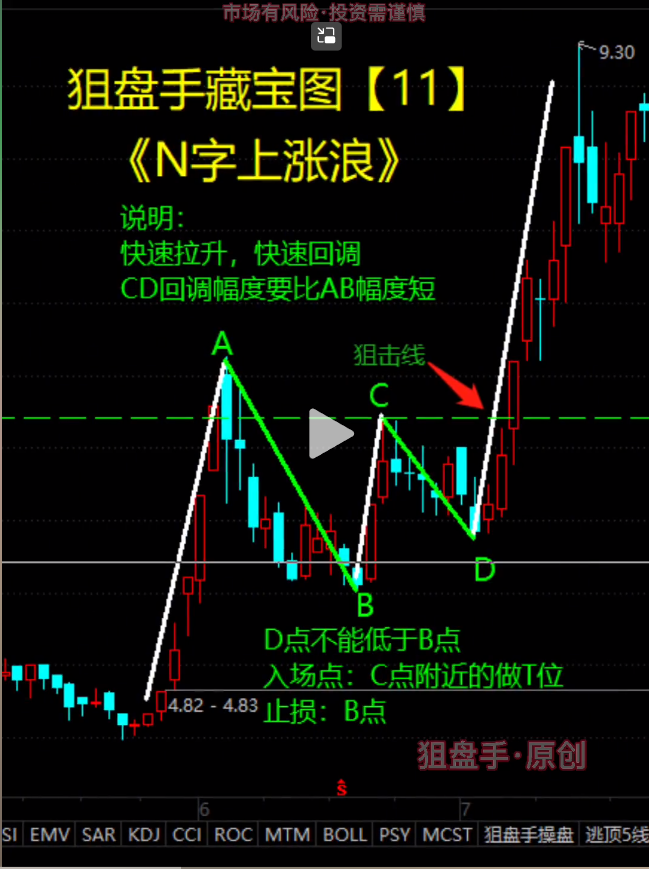 市场有风险·投资需谨慎
9.30
狙盘手藏宝图【11】
《N字上涨浪》
说明：
快速拉升，快速回调
CD回调幅度要比AB幅度短
A
狙击线
C
D
B
D点不能低于B点
入场点：C点附近的做T位
4.82 - 4.83
止损：B点
狙盘手·原创
S
6
7
SI EMV SAR KDJ CCI ROC MTM BOLL PSY MCST 狙盘手操盘 逃顶5线